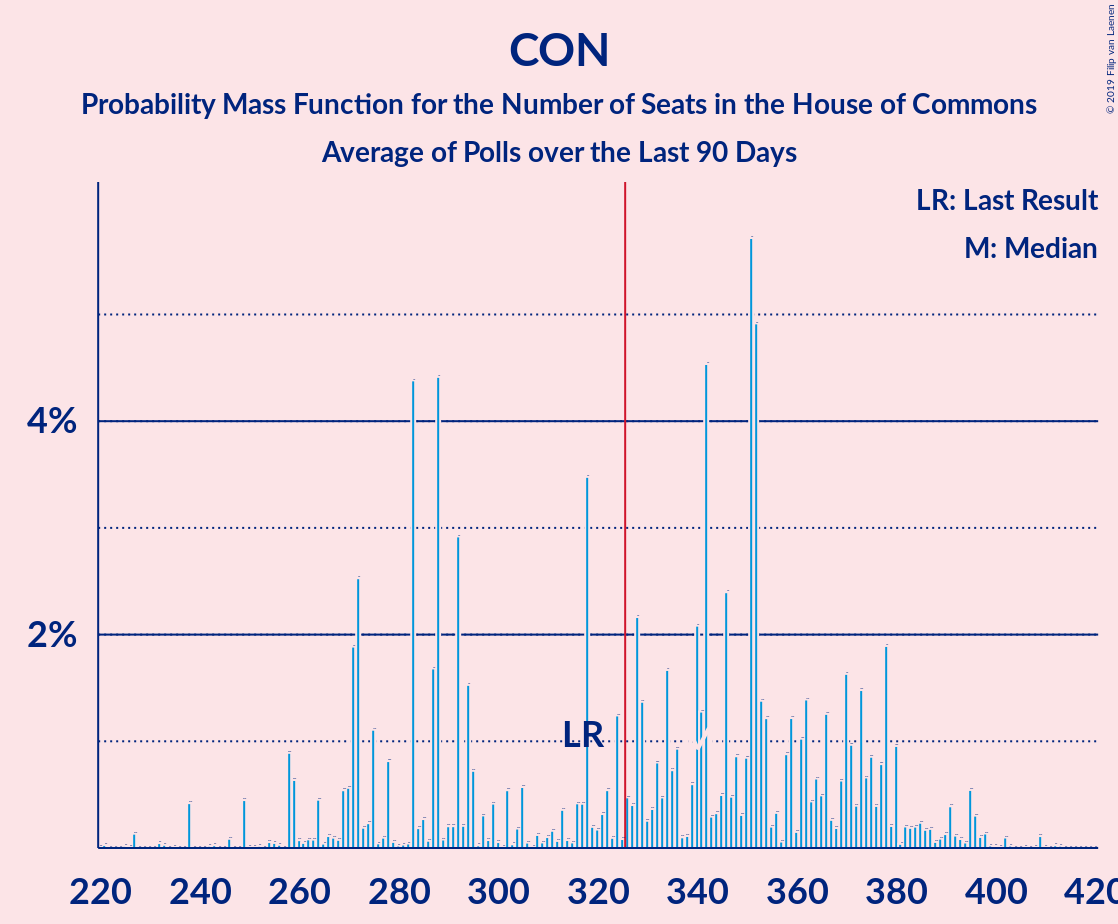 CON
Probability Mass Function for the Number of Seats in the House of Commons
Average of Polls over the Last 90 Days
© 2019 Filip van Laenen
LR: Last Result
M: Median
4%
2%
LR
220 240 260 280 300 320 340 360 380 400 420